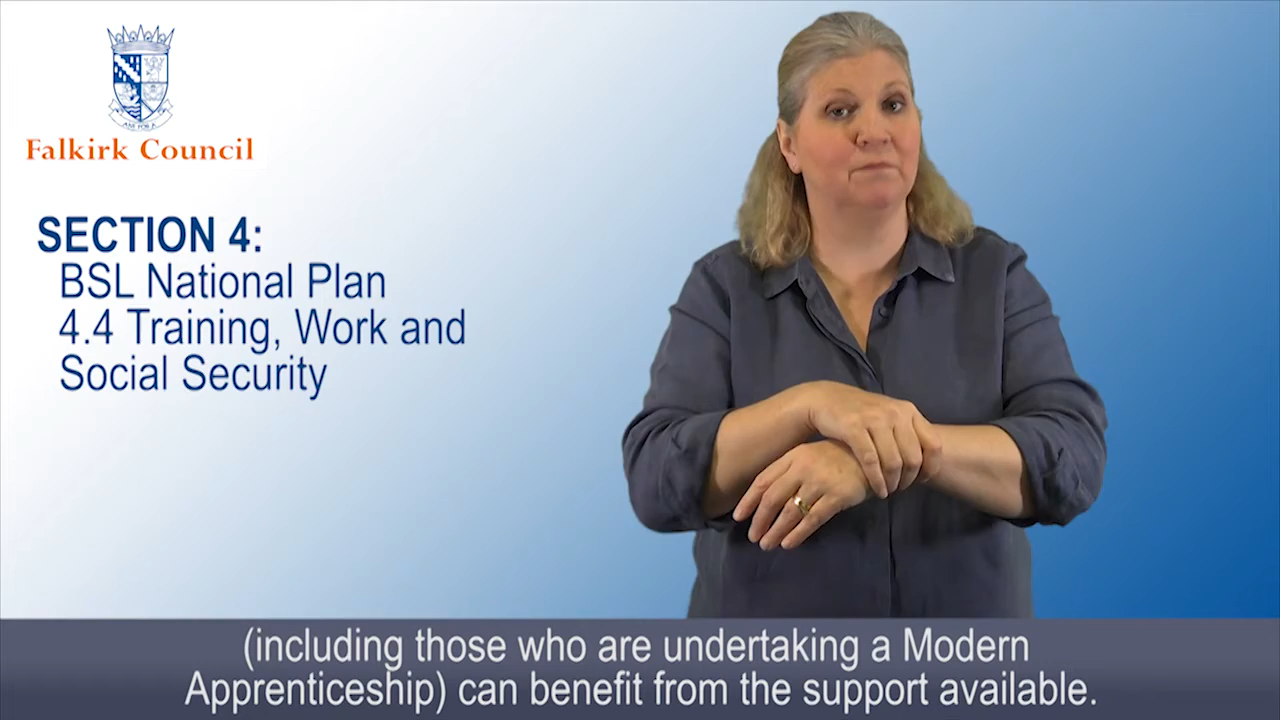 Falkirk Council
SECTION 4:
BSL National Plan
4.4 Training, Work and
Social Security
(including those who are undertaking a Modern
Apprenticeship) can benefit from the support available.